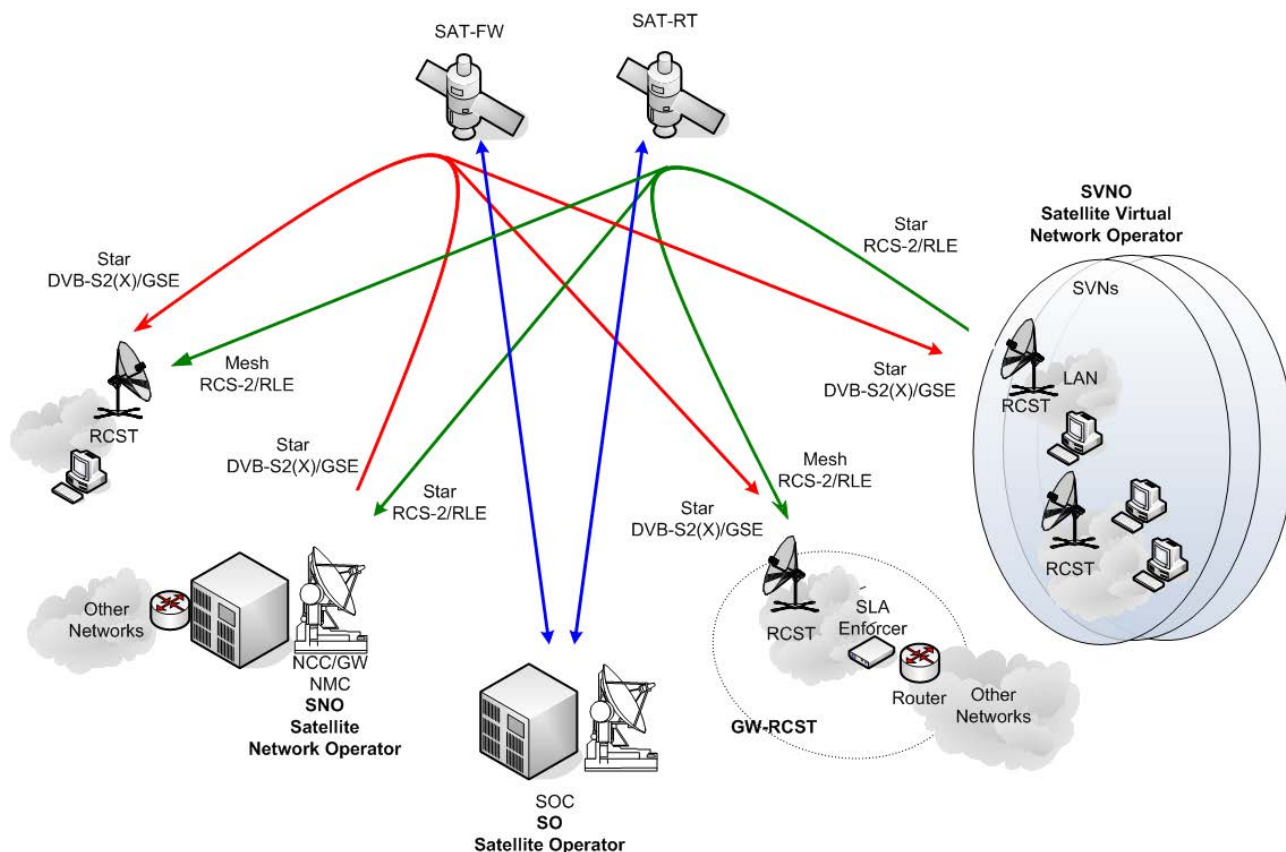 SAT-FW
SAT-RT
SVNO
Satellite Virtual
Network Operator
Star
RCS-2/RLE
Star
DVB-S2(X)/GSE
SVNs
Mesh
RCS-2/RLE
Star
DVB-S2(X)/GSE
LAN
RCST
RCST
Star
DVB-S2(X)/GSE
Mesh
RCS-2/RLE
Star
RCS-2/RLE
Star
DVB-S2(X)/GSE
RCST
Other
Networks
RCST
SLA
Enforcer
NCC/GW
NMC
SNO
Satellite
Network Operator
Router
Other
Networks
GW-RCST
SOC
SO
Satellite Operator